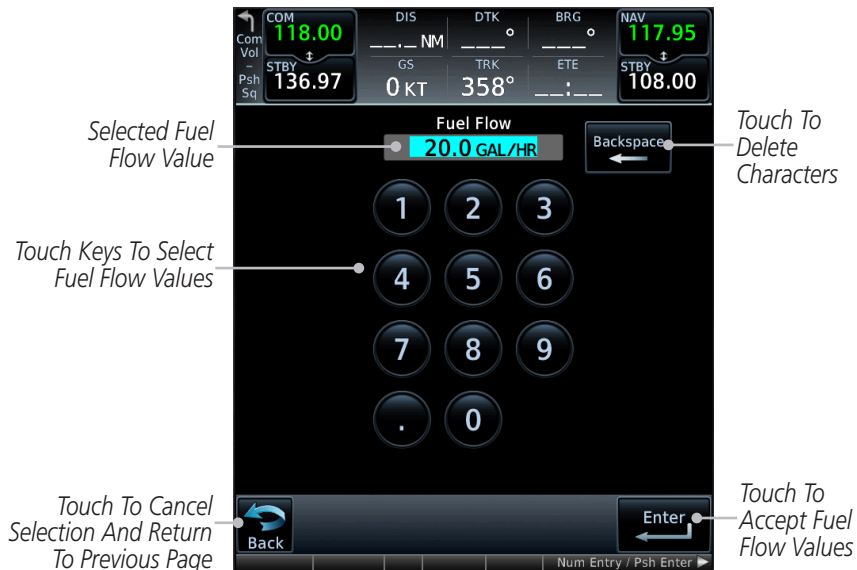 COM
118.00
STBY
136.97
Com
Vol
–
Psh
Sq
DIS
__._ NM
DTK
___°
BRG
___°
GS
0 KT
TRK
358°
ETE
__:__
NAV
117.95
STBY
108.00
Fuel Flow
20.0 GAL/HR
Backspace
Selected Fuel
Flow Value
Touch To
Delete
Characters
1 2 3
Touch Keys To Select
Fuel Flow Values
4 5 6
7 8 9
. 0
Touch To Cancel
Selection And Return
To Previous Page
Back
Enter
Touch To
Accept Fuel
Flow Values
Num Entry / Psh Enter